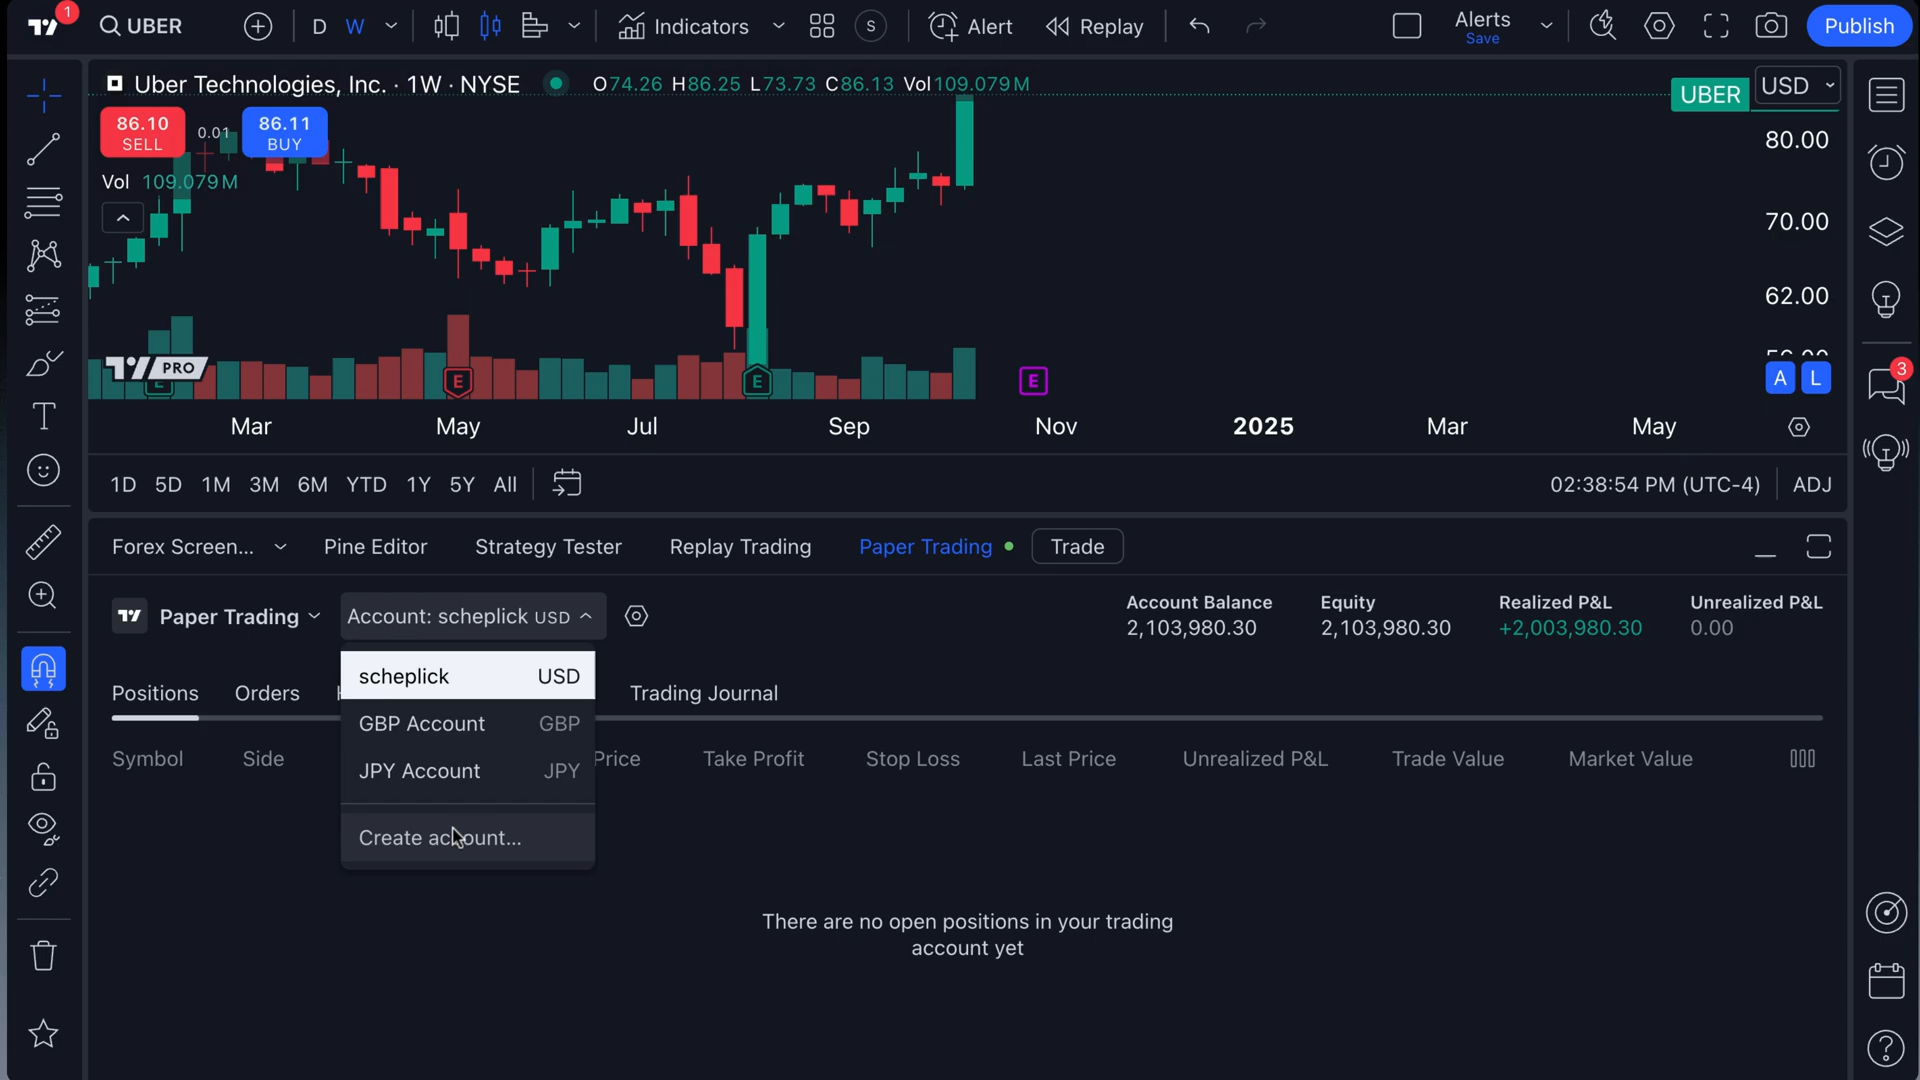 1
UBER
D
W
Indicators
S
Alert
Replay
Alerts
Save
Publish
Uber Technologies, Inc. · 1W · NYSE
O74.26 H86.25 L73.73 C86.13 Vol109.079M
UBER
USD
86.10
SELL
0.01
86.11
BUY
Vol 109.079M
80.00
70.00
62.00
PRO
E
E
E
E
A
L
3
Mar
May
Jul
Sep
Nov
2025
Mar
May
1D 5D 1M 3M 6M YTD 1Y 5Y All
02:38:54 PM (UTC-4)
ADJ
Forex Screen...
Pine Editor
Strategy Tester
Replay Trading
Paper Trading
Trade
Paper Trading
Account: scheplick USD
Account Balance
2,103,980.30
Equity
2,103,980.30
Realized P&L
+2,003,980.30
Unrealized P&L
0.00
scheplick USD
GBP Account GBP
JPY Account JPY
Create account...
Positions
Orders
Trading Journal
Symbol
Side
Price
Take Profit
Stop Loss
Last Price
Unrealized P&L
Trade Value
Market Value
There are no open positions in your trading
account yet